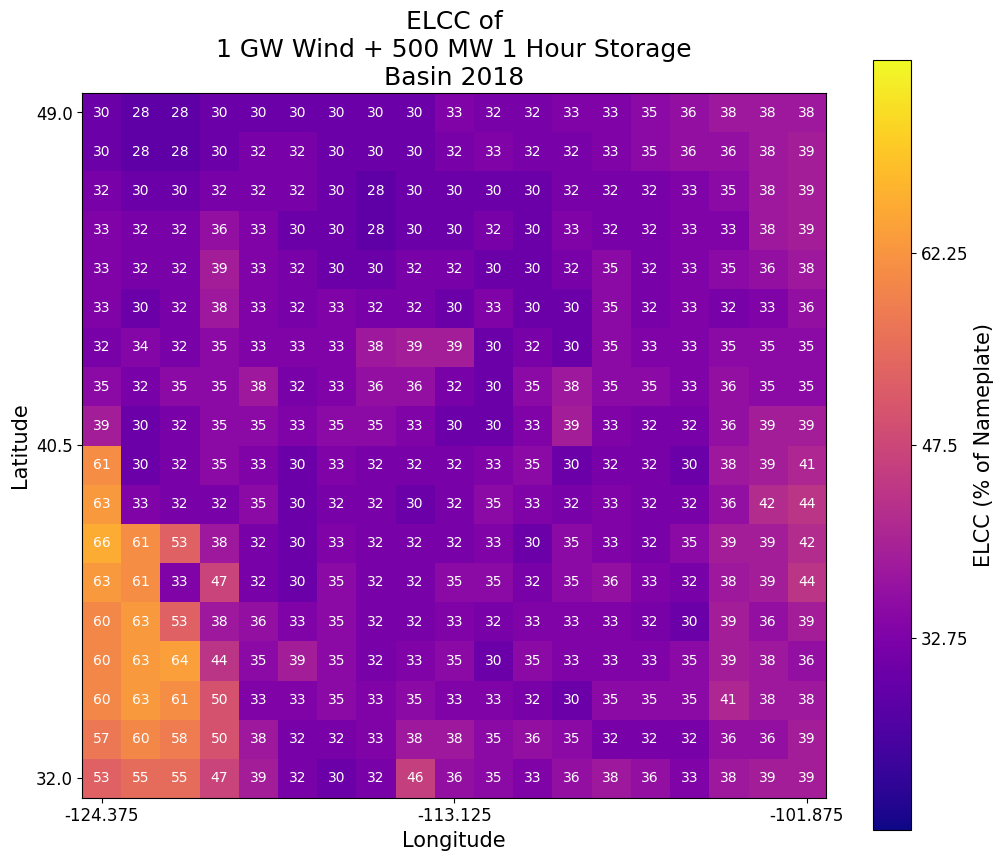 ELCC of
1 GW Wind + 500 MW 1 Hour Storage
Basin 2018
49.0 30 28 28 30 30 30 30 30 30 33 32 32 33 33 35 36 38 38 38
30 28 28 30 32 32 30 30 30 32 33 32 32 33 35 36 36 38 39
32 30 30 32 32 32 30 28 30 30 30 30 32 32 32 33 35 38 39
33 32 32 36 33 30 30 28 30 30 32 30 33 32 32 33 33 38 39
33 32 32 39 33 32 30 30 32 32 30 30 32 35 32 33 35 36 38
33 30 32 38 33 32 33 32 32 30 33 30 30 35 32 33 32 33 36
32 34 32 35 33 33 33 38 39 39 30 32 30 35 33 33 35 35 35
35 32 35 35 38 32 33 36 36 32 30 35 38 35 35 33 36 35 35
40.5 39 30 32 35 35 33 35 35 33 30 30 33 39 33 32 32 36 39 39
61 30 32 35 33 30 33 32 32 32 33 35 30 32 32 30 38 39 41
63 33 32 32 35 30 32 32 30 32 35 33 32 33 32 32 36 42 44
66 61 53 38 32 30 33 32 32 32 33 30 35 33 32 35 39 39 42
63 61 33 47 32 30 35 32 32 35 35 32 35 36 33 32 38 39 44
60 63 53 38 36 33 35 32 32 33 32 33 33 33 32 30 39 36 39
60 63 64 44 35 39 35 32 33 35 30 35 33 33 33 35 39 38 36
60 63 61 50 33 33 35 33 35 33 33 32 30 35 35 35 41 38 38
57 60 58 50 38 32 32 33 38 38 35 36 35 32 32 32 36 36 39
32.0 53 55 55 47 39 32 30 32 46 36 35 33 36 38 36 33 38 39 39
-124.375 -113.125 -101.875
Longitude
Latitude
62.25
47.5
32.75
ELCC (% of Nameplate)